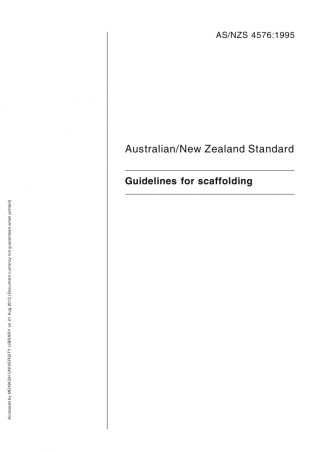 AS/NZS 4576:1995
Australian/New Zealand Standard
Guidelines for scaffolding
Accessed by MONASH UNIVERSITY LIBRARY on 21 Aug 2013 (Document currency not guaranteed when printed)